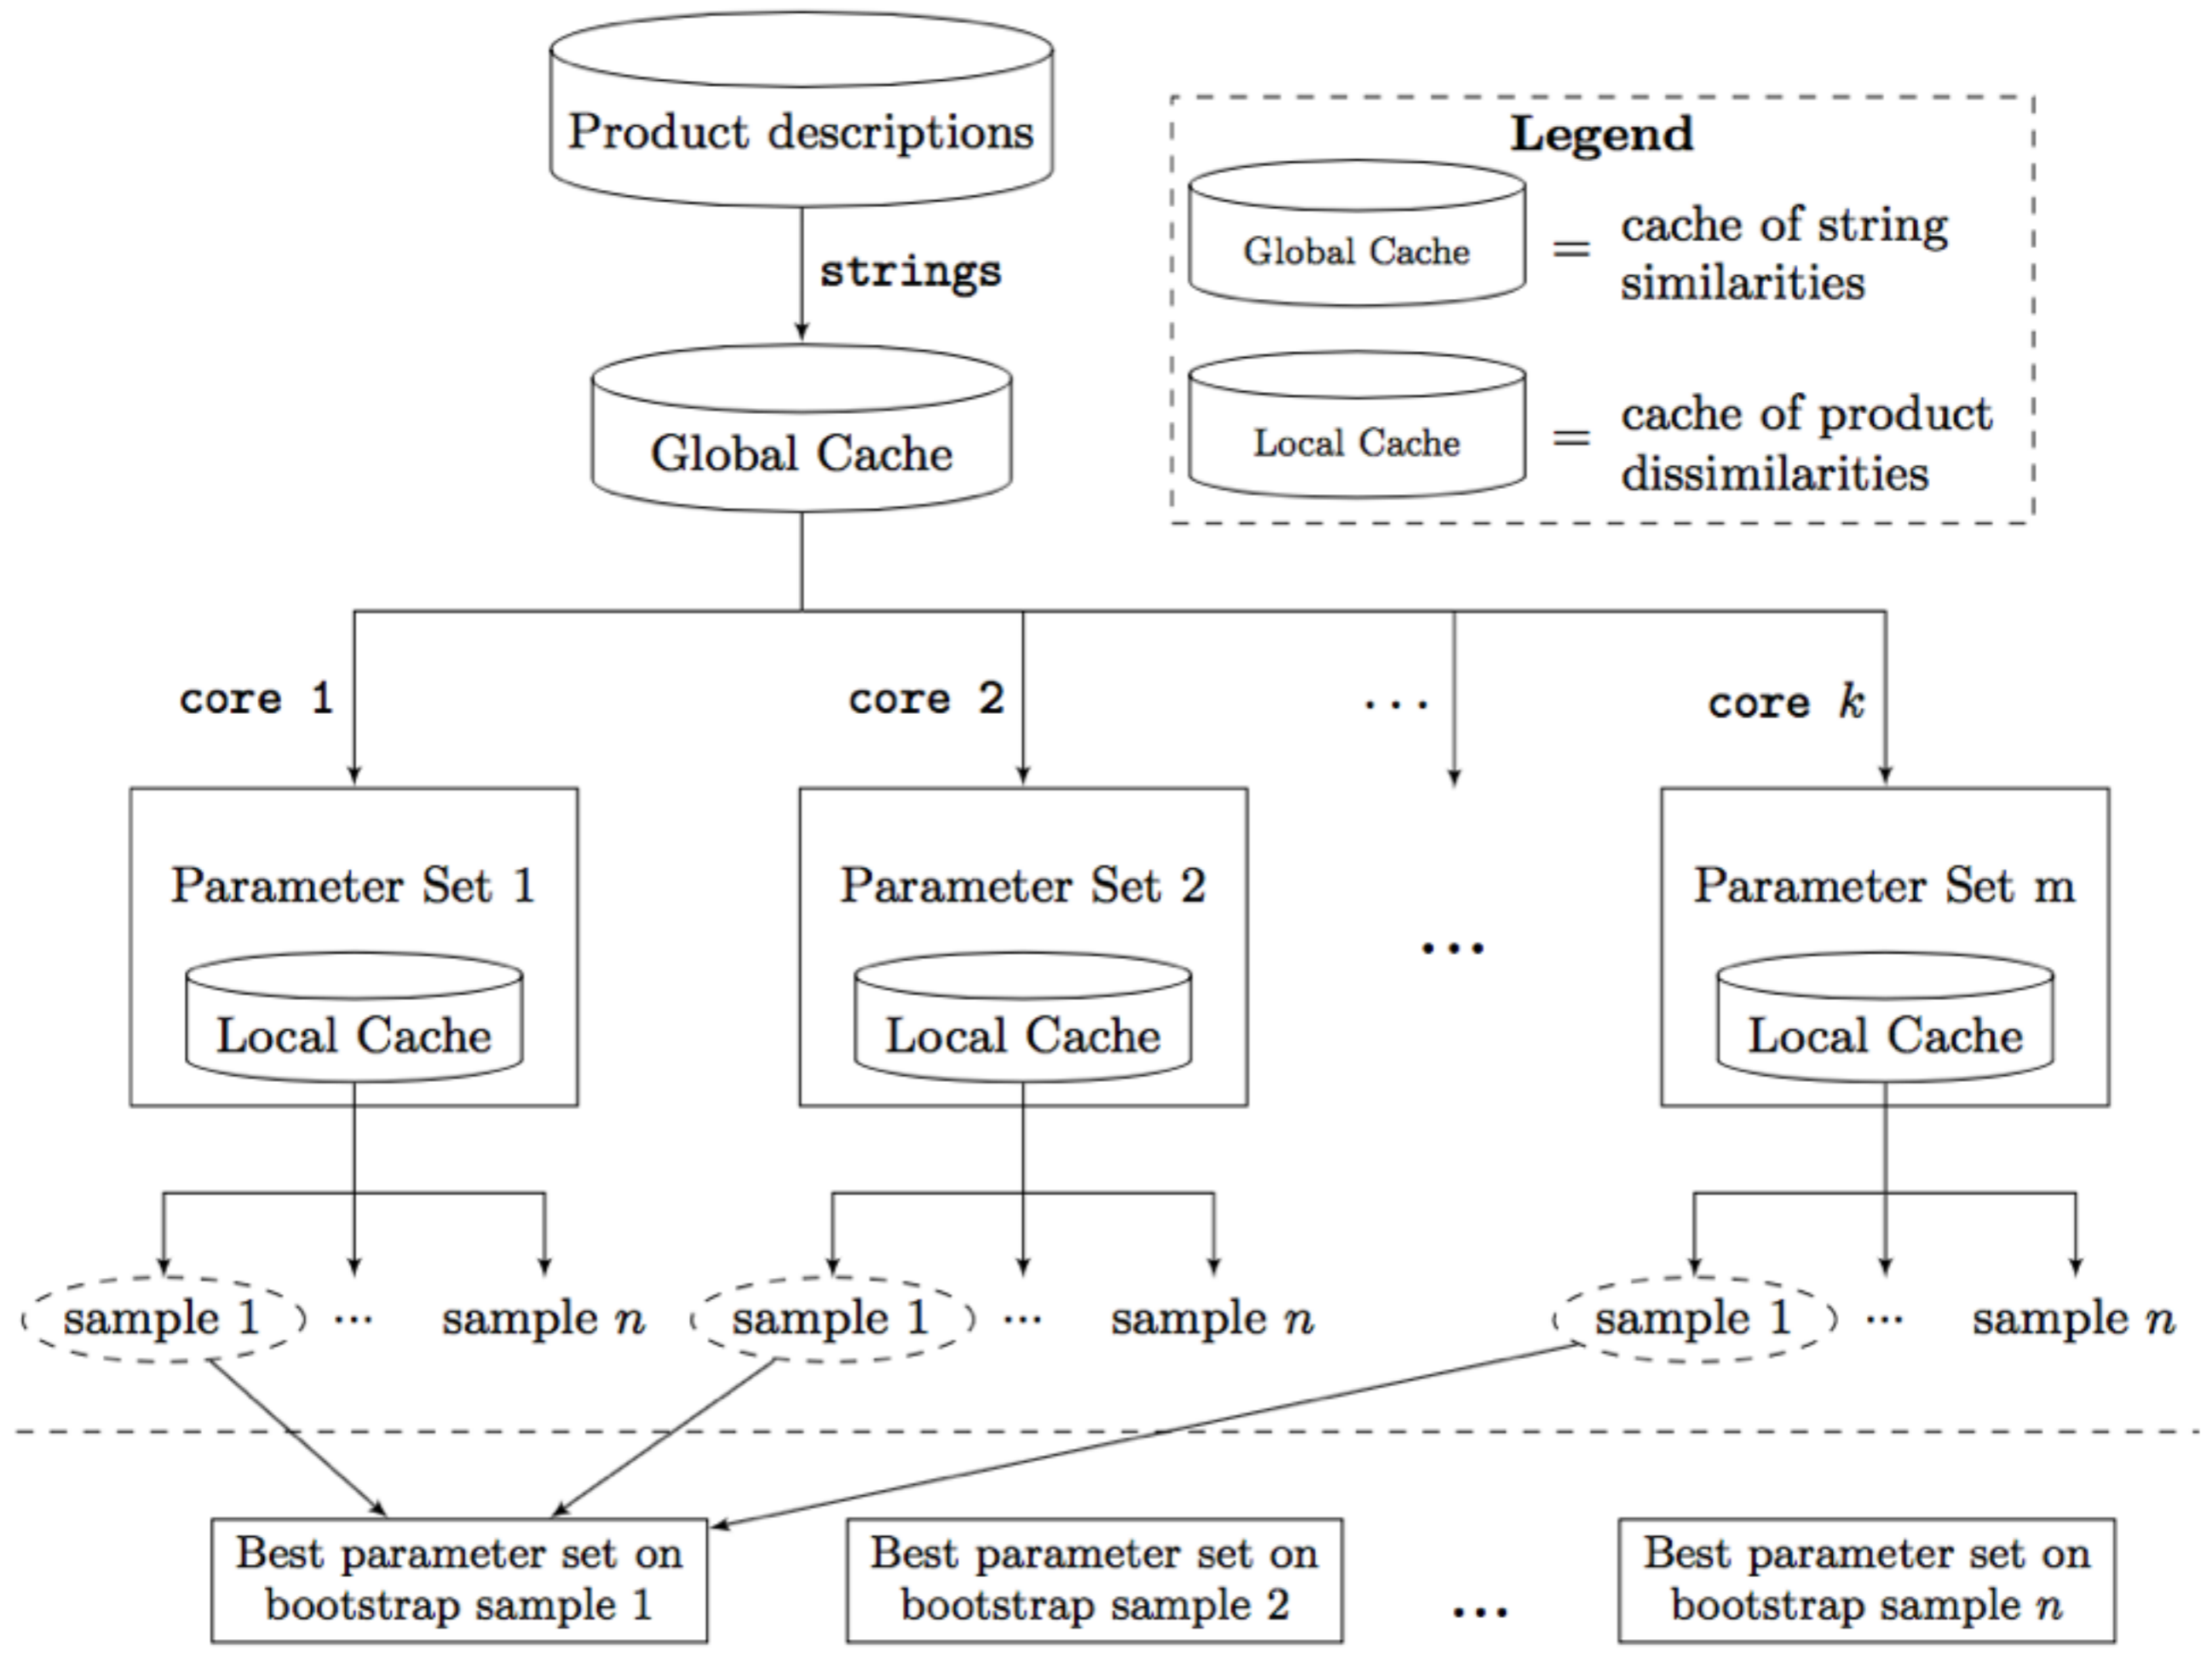 Product descriptions
strings
Global Cache
Legend
Global Cache
=
cache of string
similarities
Local Cache
=
cache of product
dissimilarities
core 1
core 2
...
core k
Parameter Set 1
Local Cache
Parameter Set 2
Local Cache
...
Parameter Set m
Local Cache
sample 1 ... sample n
sample 1 ... sample n
sample 1 ... sample n
Best parameter set on
bootstrap sample 1
Best parameter set on
bootstrap sample 2
...
Best parameter set on
bootstrap sample n